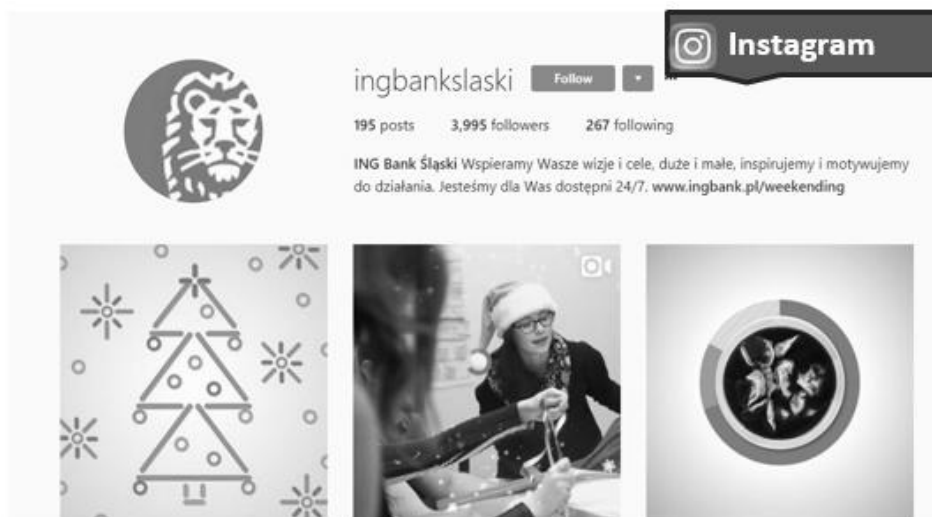 Instagram
ingbankslaski Follow
195 posts 3,995 followers 267 following
ING Bank Śląski Wspieramy Wasze wizje i cele, duże i małe, inspirujemy i motywujemy
do działania. Jesteśmy dla Was dostępni 24/7. www.ingbank.pl/weekending